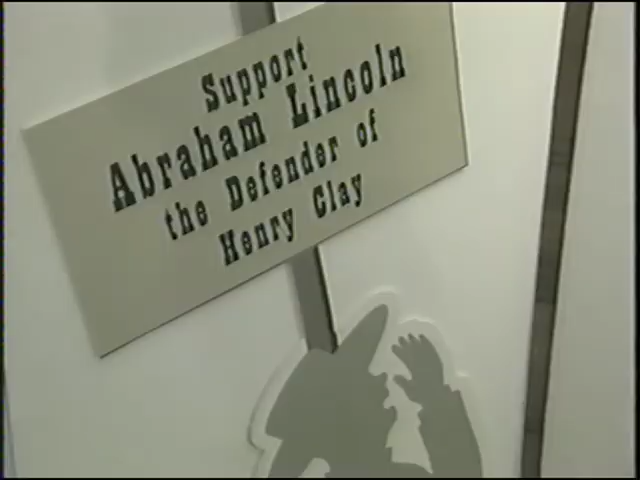 Support
Abraham Lincoln
the Defender of
Henry Clay